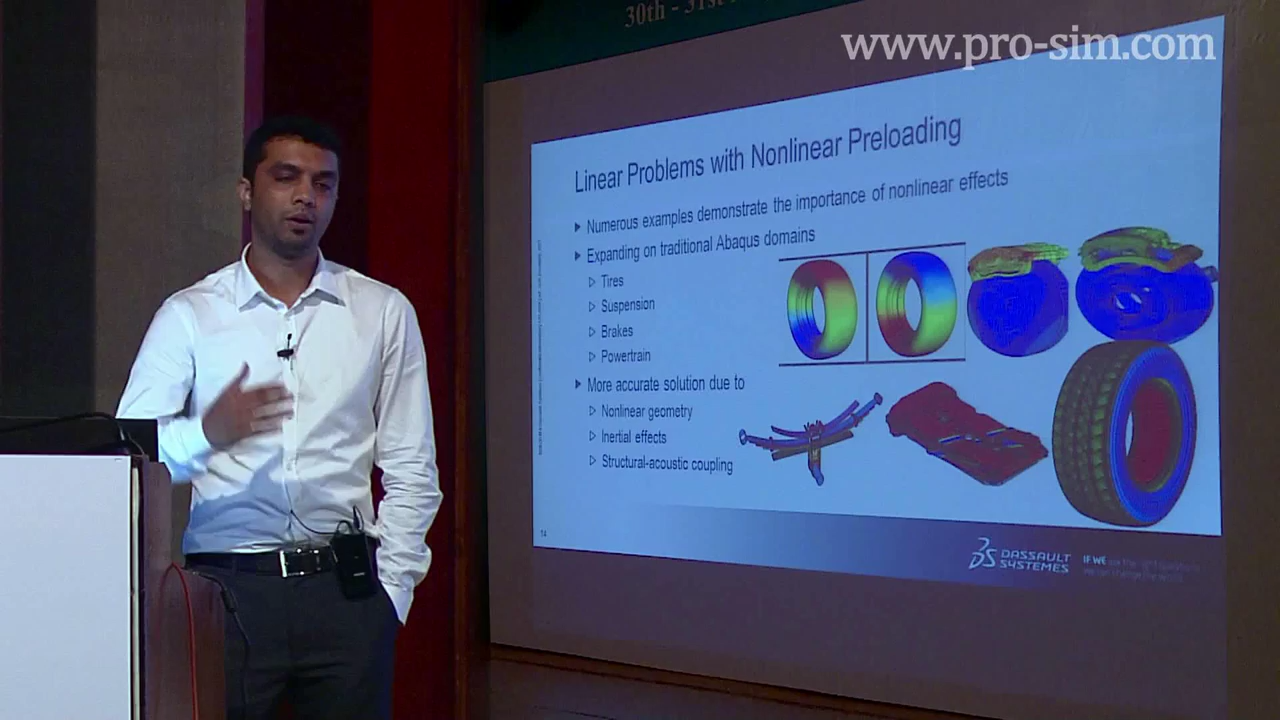 30th - 31st
www.pro-sim.com
Linear Problems with Nonlinear Preloading
Numerous examples demonstrate the importance of nonlinear effects
Expanding on traditional Abaqus domains
Tires
Suspension
Brakes
Powertrain
More accurate solution due to
Nonlinear geometry
Inertial effects
Structural-acoustic coupling
14
DASSAULT
SYSTEMES
IF WE